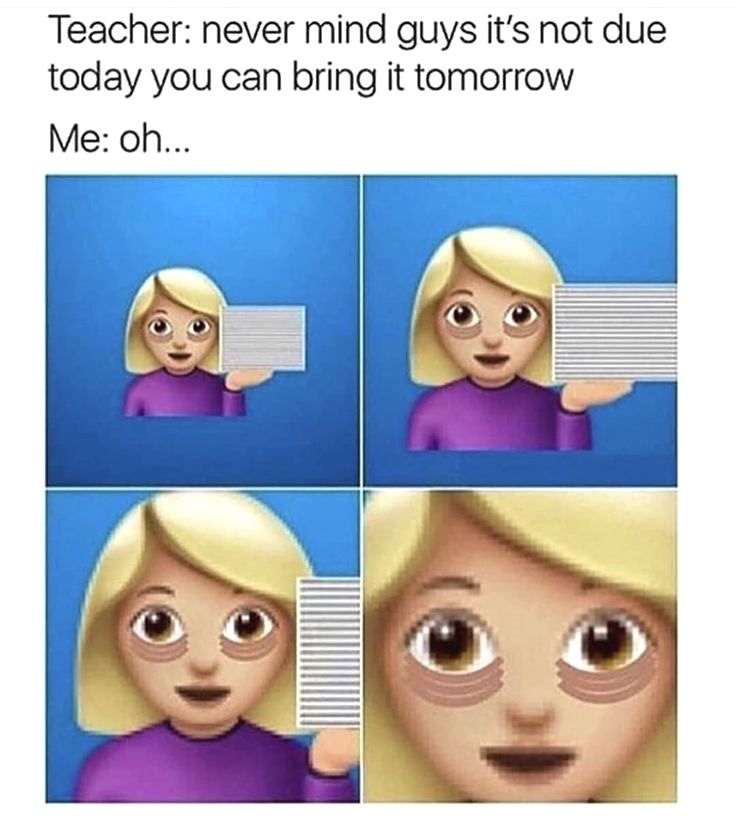 Teacher: never mind guys it's not due
today you can bring it tomorrow
Me: oh...